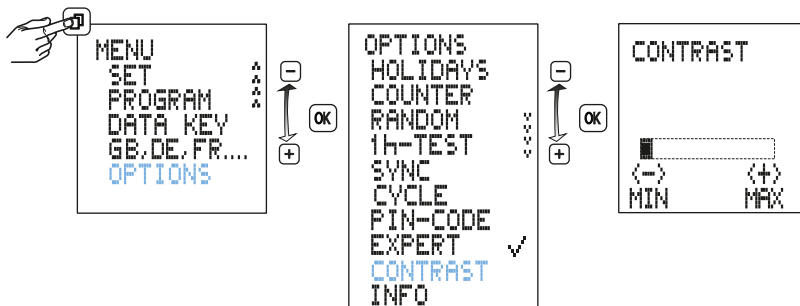 MENU
SET
PROGRAM
DATA KEY
GB,DE,FR....
OPTIONS
−
OK
+
OPTIONS
HOLIDAYS
COUNTER
RANDOM
1h-TEST
SYNC
CYCLE
PIN-CODE
EXPERT ✓
CONTRAST
INFO
−
OK
+
CONTRAST
<-> <+>
MIN MAX